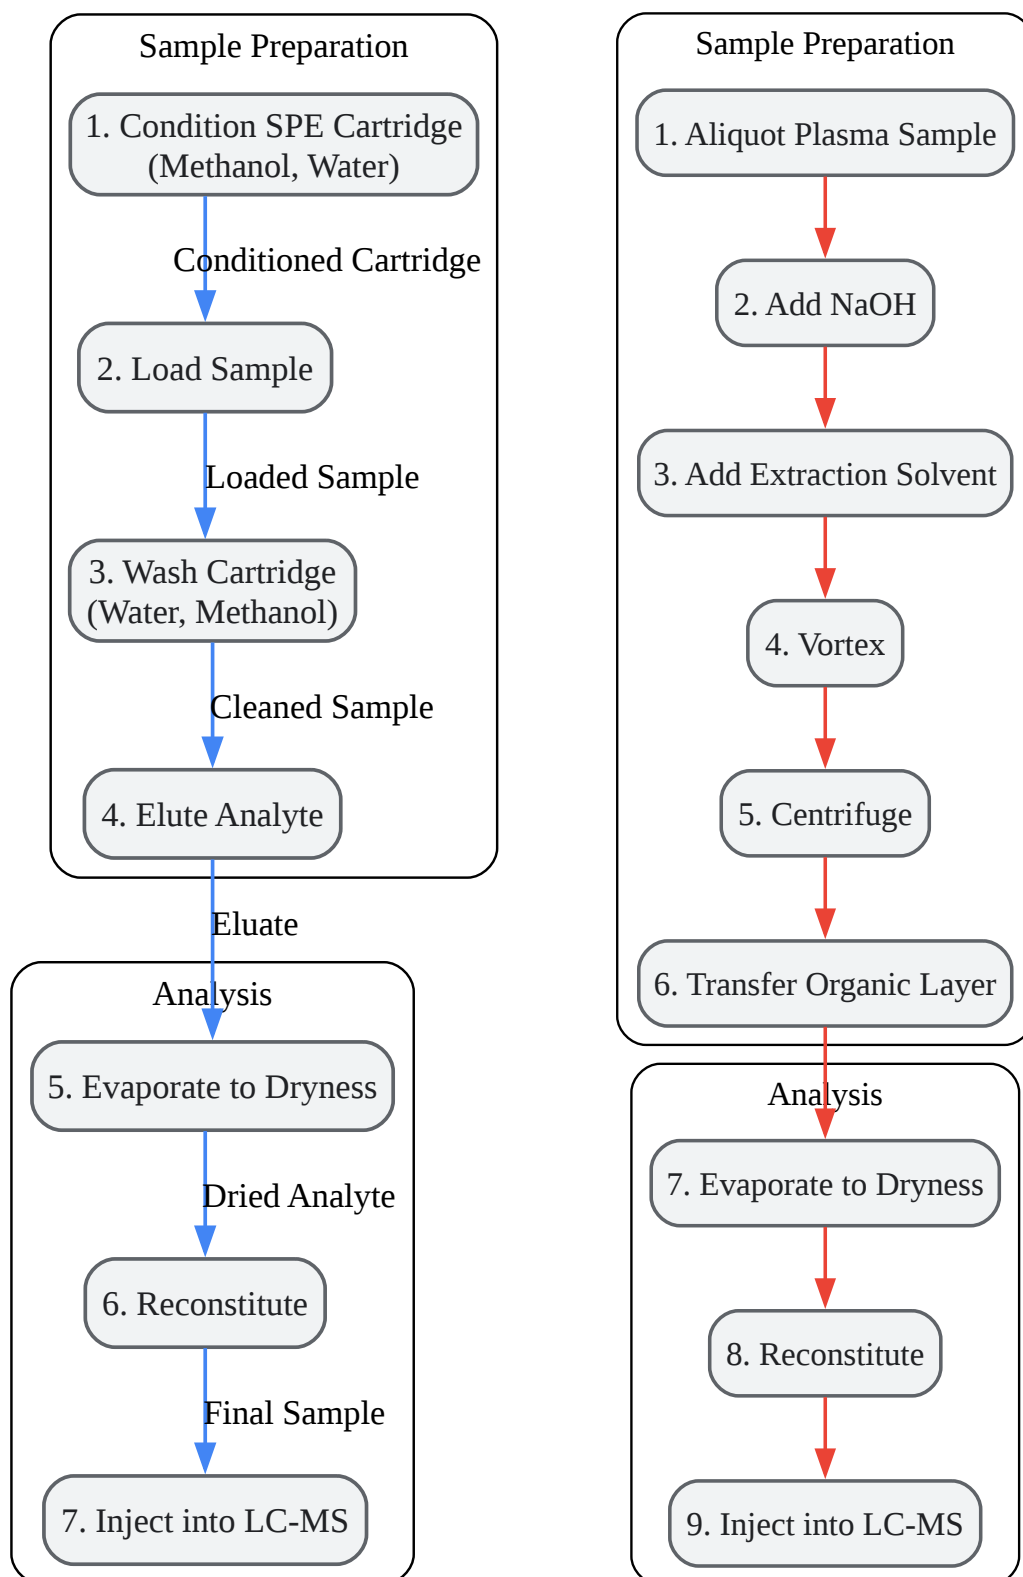 Sample Preparation
1. Condition SPE Cartridge
(Methanol, Water)
Conditioned Cartridge
2. Load Sample
Loaded Sample
3. Wash Cartridge
(Water, Methanol)
Cleaned Sample
4. Elute Analyte
Eluate
Analysis
5. Evaporate to Dryness
Dried Analyte
6. Reconstitute
Final Sample
7. Inject into LC-MS
Sample Preparation
1. Aliquot Plasma Sample
2. Add NaOH
3. Add Extraction Solvent
4. Vortex
5. Centrifuge
6. Transfer Organic Layer
Analysis
7. Evaporate to Dryness
8. Reconstitute
9. Inject into LC-MS